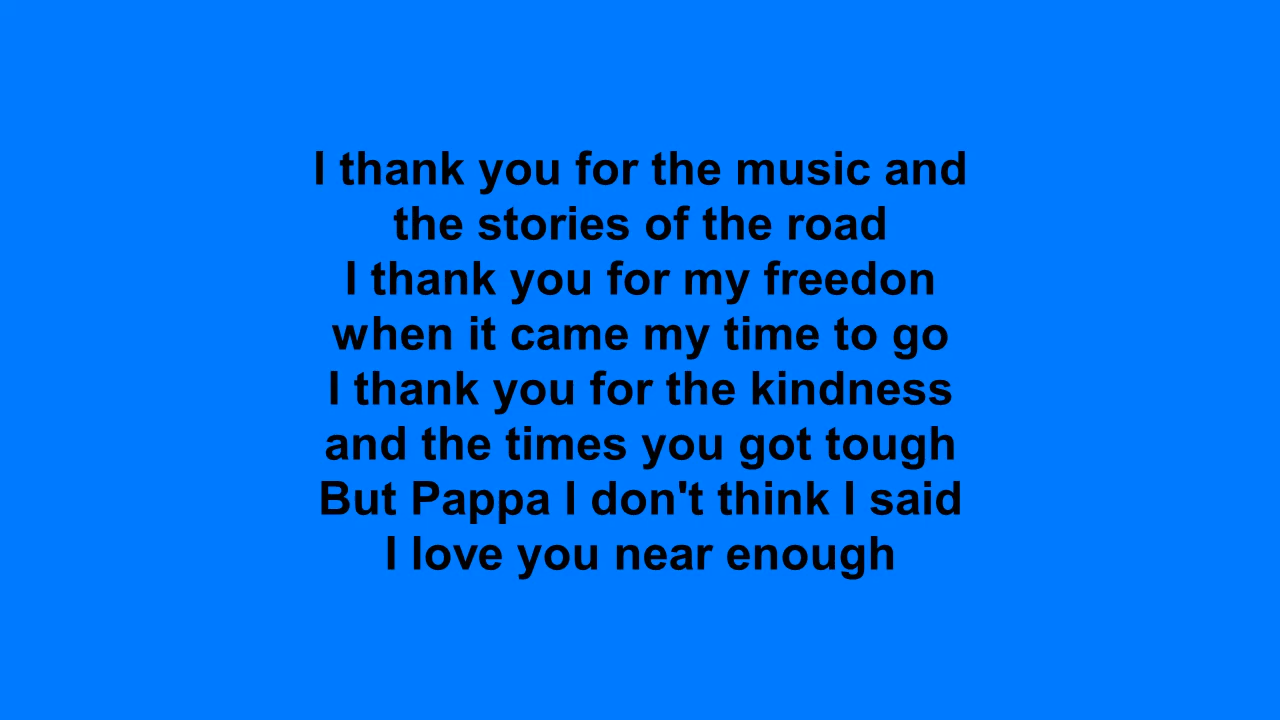 I thank you for the music and
the stories of the road
I thank you for my freedon
when it came my time to go
I thank you for the kindness
and the times you got tough
But Pappa I don't think I said
I love you near enough